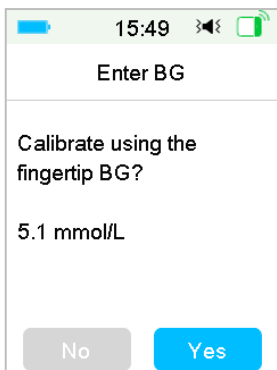 15:49
Enter BG
Calibrate using the
fingertip BG?
5.1 mmol/L
No Yes